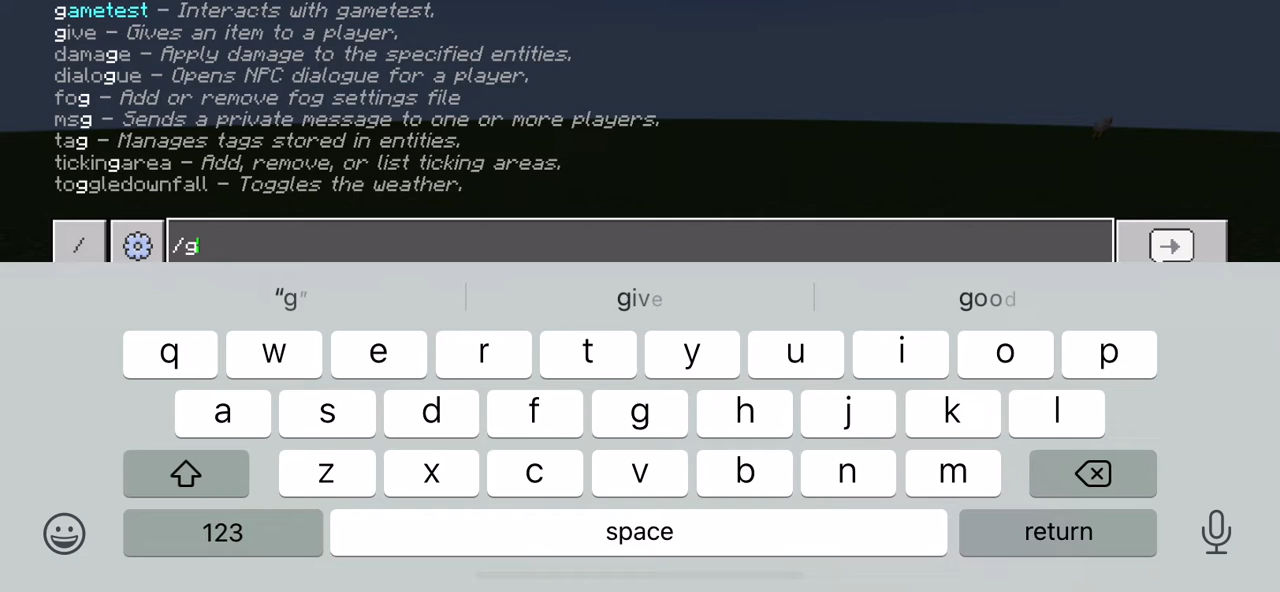 gametest - Interacts with gametest.
give - Gives an item to a player.
damage - Apply damage to the specified entities.
dialogue - Opens NPC dialogue for a player.
fog - Add or remove fog settings file
msg - Sends a private message to one or more players.
tag - Manages tags stored in entities.
tickingarea - Add, remove, or list ticking areas.
toggledownfall - Toggles the weather.
/ /g
“g” give good
q w e r t y u i o p
a s d f g h j k l
z x c v b n m
123 space return